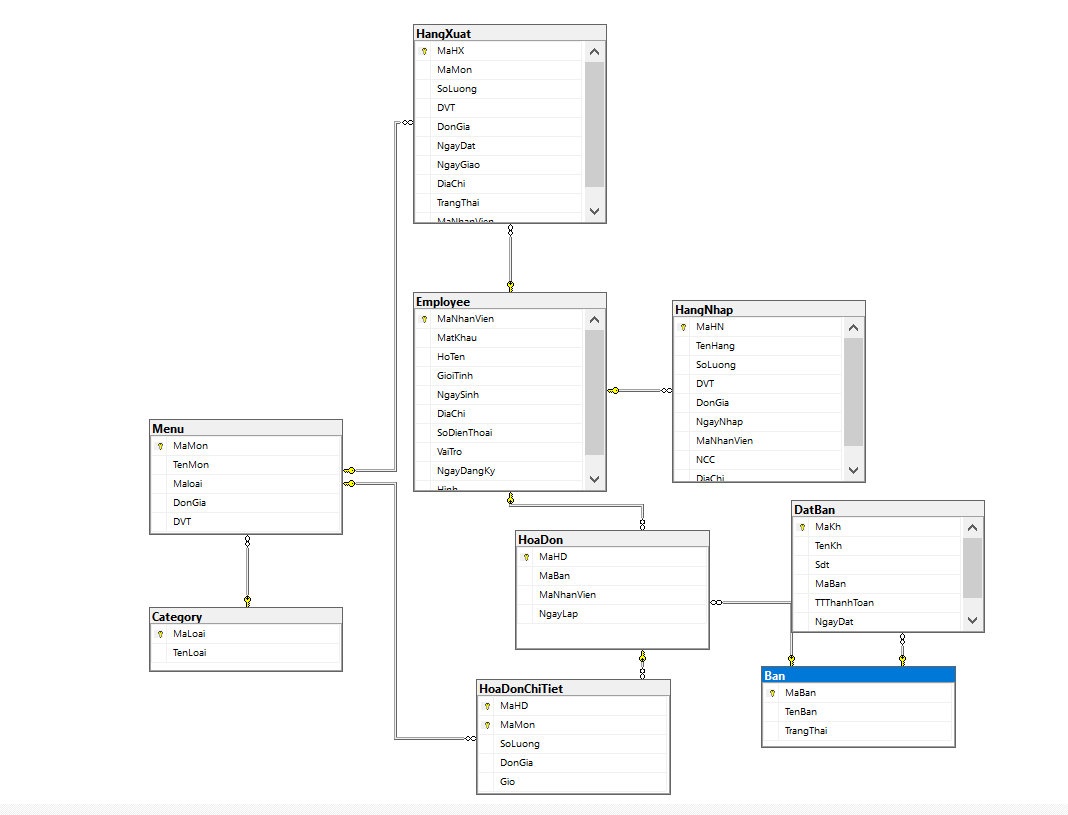 HangXuat
MaHX
MaMon
SoLuong
DVT
DonGia
NgayDat
NgayGiao
DiaChi
TrangThai
MaNhanVien
Employee
MaNhanVien
MatKhau
HoTen
GioiTinh
NgaySinh
DiaChi
SoDienThoai
VaiTro
NgayDangKy
Hinh
HangNhap
MaHN
TenHang
SoLuong
DVT
DonGia
NgayNhap
MaNhanVien
NCC
DiaChi
Menu
MaMon
TenMon
Maloai
DonGia
DVT
Category
MaLoai
TenLoai
HoaDon
MaHD
MaBan
MaNhanVien
NgayLap
DatBan
MaKh
TenKh
Sdt
MaBan
TTThanhToan
NgayDat
Ban
MaBan
TenBan
TrangThai
HoaDonChiTiet
MaHD
MaMon
SoLuong
DonGia
Gio